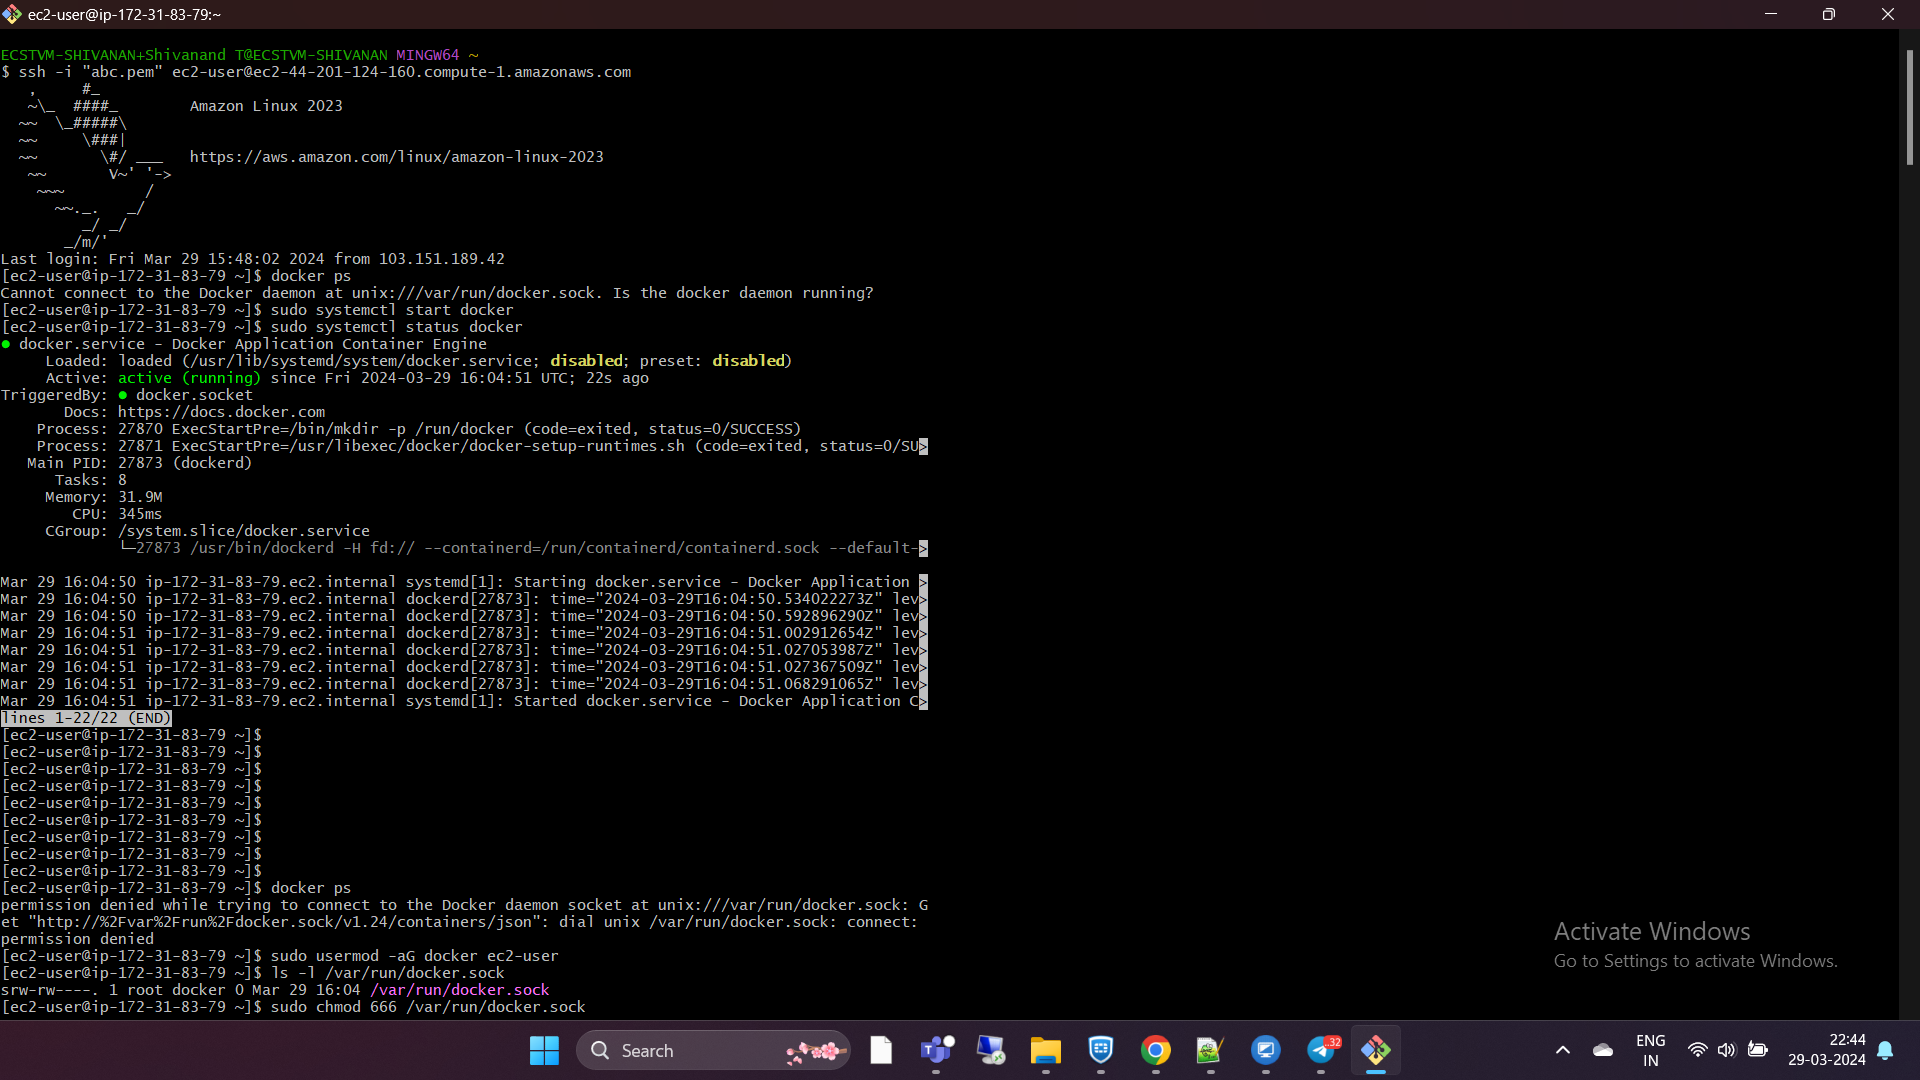 ec2-user@ip-172-31-83-79:~
ECSTVM-SHIVANAN+Shivanand T@ECSTVM-SHIVANAN MINGW64 ~
$ ssh -i "abc.pem" ec2-user@ec2-44-201-124-160.compute-1.amazonaws.com
   ,     #_
   ~\_  ####_        Amazon Linux 2023
  ~~  \_#####\
  ~~     \###|
  ~~       \#/ ___   https://aws.amazon.com/linux/amazon-linux-2023
   ~~       V~' '->
    ~~~         /
      ~~._.   _/
         _/ _/
       _/m/'
Last login: Fri Mar 29 15:48:02 2024 from 103.151.189.42
[ec2-user@ip-172-31-83-79 ~]$ docker ps
Cannot connect to the Docker daemon at unix:///var/run/docker.sock. Is the docker daemon running?
[ec2-user@ip-172-31-83-79 ~]$ sudo systemctl start docker
[ec2-user@ip-172-31-83-79 ~]$ sudo systemctl status docker
● docker.service - Docker Application Container Engine
     Loaded: loaded (/usr/lib/systemd/system/docker.service; disabled; preset: disabled)
     Active: active (running) since Fri 2024-03-29 16:04:51 UTC; 22s ago
TriggeredBy: ● docker.socket
       Docs: https://docs.docker.com
    Process: 27870 ExecStartPre=/bin/mkdir -p /run/docker (code=exited, status=0/SUCCESS)
    Process: 27871 ExecStartPre=/usr/libexec/docker/docker-setup-runtimes.sh (code=exited, status=0/SU>
   Main PID: 27873 (dockerd)
      Tasks: 8
     Memory: 31.9M
        CPU: 345ms
     CGroup: /system.slice/docker.service
             └─27873 /usr/bin/dockerd -H fd:// --containerd=/run/containerd/containerd.sock --default->
Mar 29 16:04:50 ip-172-31-83-79.ec2.internal systemd[1]: Starting docker.service - Docker Application >
Mar 29 16:04:50 ip-172-31-83-79.ec2.internal dockerd[27873]: time="2024-03-29T16:04:50.534022273Z" lev>
Mar 29 16:04:50 ip-172-31-83-79.ec2.internal dockerd[27873]: time="2024-03-29T16:04:50.592896290Z" lev>
Mar 29 16:04:51 ip-172-31-83-79.ec2.internal dockerd[27873]: time="2024-03-29T16:04:51.002912654Z" lev>
Mar 29 16:04:51 ip-172-31-83-79.ec2.internal dockerd[27873]: time="2024-03-29T16:04:51.027053987Z" lev>
Mar 29 16:04:51 ip-172-31-83-79.ec2.internal dockerd[27873]: time="2024-03-29T16:04:51.027367509Z" lev>
Mar 29 16:04:51 ip-172-31-83-79.ec2.internal dockerd[27873]: time="2024-03-29T16:04:51.068291065Z" lev>
Mar 29 16:04:51 ip-172-31-83-79.ec2.internal systemd[1]: Started docker.service - Docker Application C>
lines 1-22/22 (END)
[ec2-user@ip-172-31-83-79 ~]$
[ec2-user@ip-172-31-83-79 ~]$
[ec2-user@ip-172-31-83-79 ~]$
[ec2-user@ip-172-31-83-79 ~]$
[ec2-user@ip-172-31-83-79 ~]$
[ec2-user@ip-172-31-83-79 ~]$
[ec2-user@ip-172-31-83-79 ~]$
[ec2-user@ip-172-31-83-79 ~]$
[ec2-user@ip-172-31-83-79 ~]$
[ec2-user@ip-172-31-83-79 ~]$ docker ps
permission denied while trying to connect to the Docker daemon socket at unix:///var/run/docker.sock: G
et "http://%2Fvar%2Frun%2Fdocker.sock/v1.24/containers/json": dial unix /var/run/docker.sock: connect:
permission denied
[ec2-user@ip-172-31-83-79 ~]$ sudo usermod -aG docker ec2-user
[ec2-user@ip-172-31-83-79 ~]$ ls -l /var/run/docker.sock
srw-rw----. 1 root docker 0 Mar 29 16:04 /var/run/docker.sock
[ec2-user@ip-172-31-83-79 ~]$ sudo chmod 666 /var/run/docker.sock
Activate Windows
Go to Settings to activate Windows.
Search
32
ENG
IN
22:44
29-03-2024